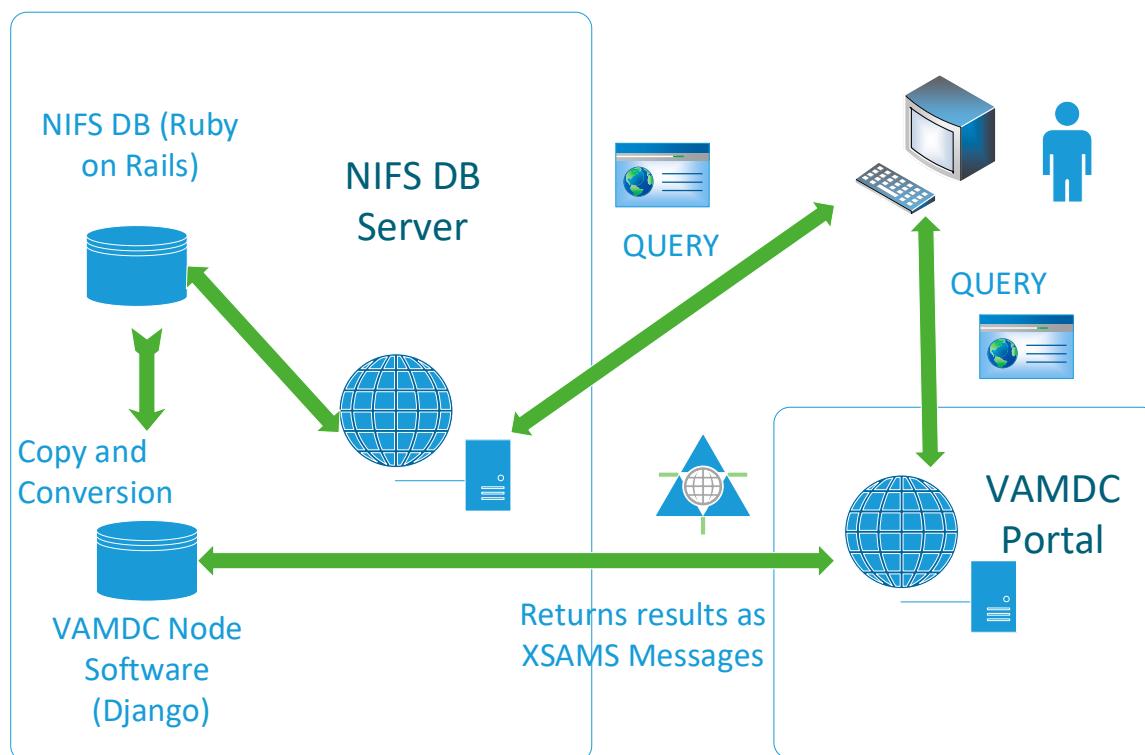 NIFS DB (Ruby
on Rails)
NIFS DB
Server
QUERY
QUERY
Copy and
Conversion
VAMDC
Portal
Returns results as
XSAMS Messages
VAMDC Node
Software
(Django)